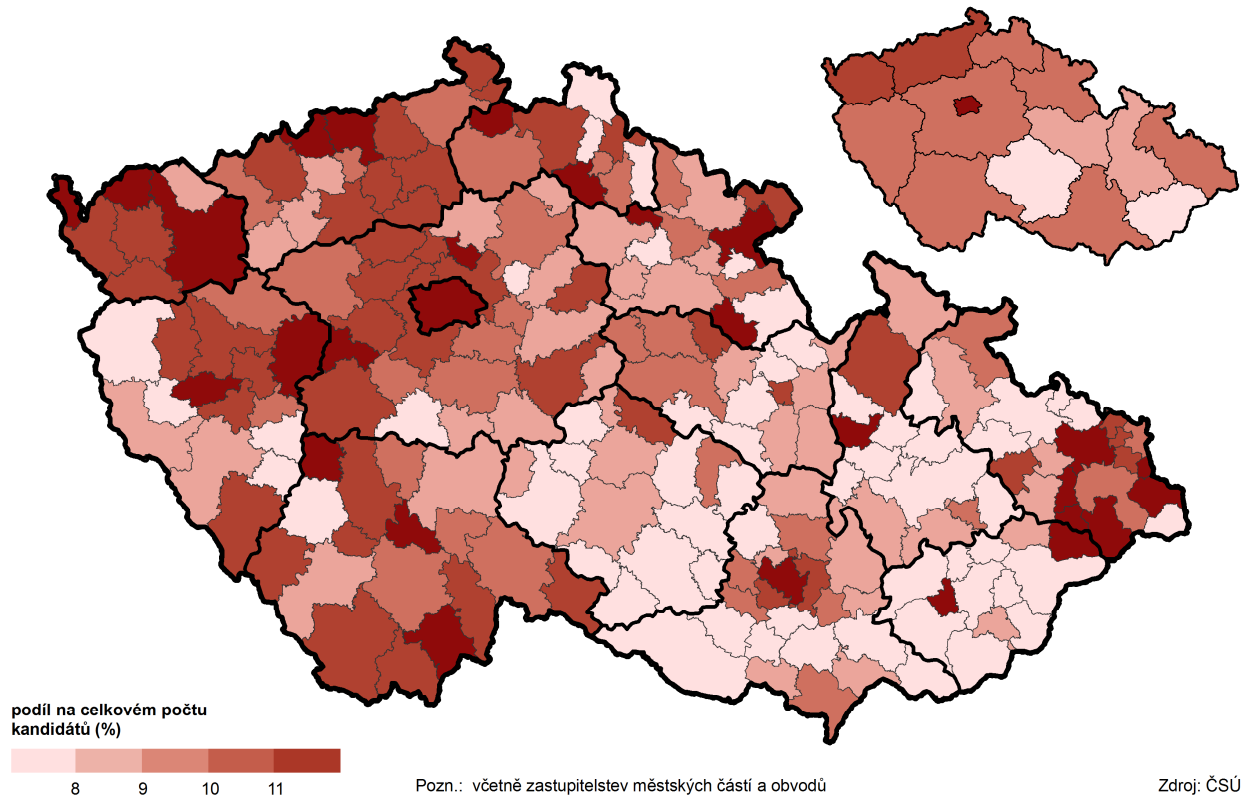 podíl na celkovém počtu
kandidátů (%)
8 9 10 11
Pozn.: včetně zastupitelstev městských částí a obvodů
Zdroj: ČSÚ